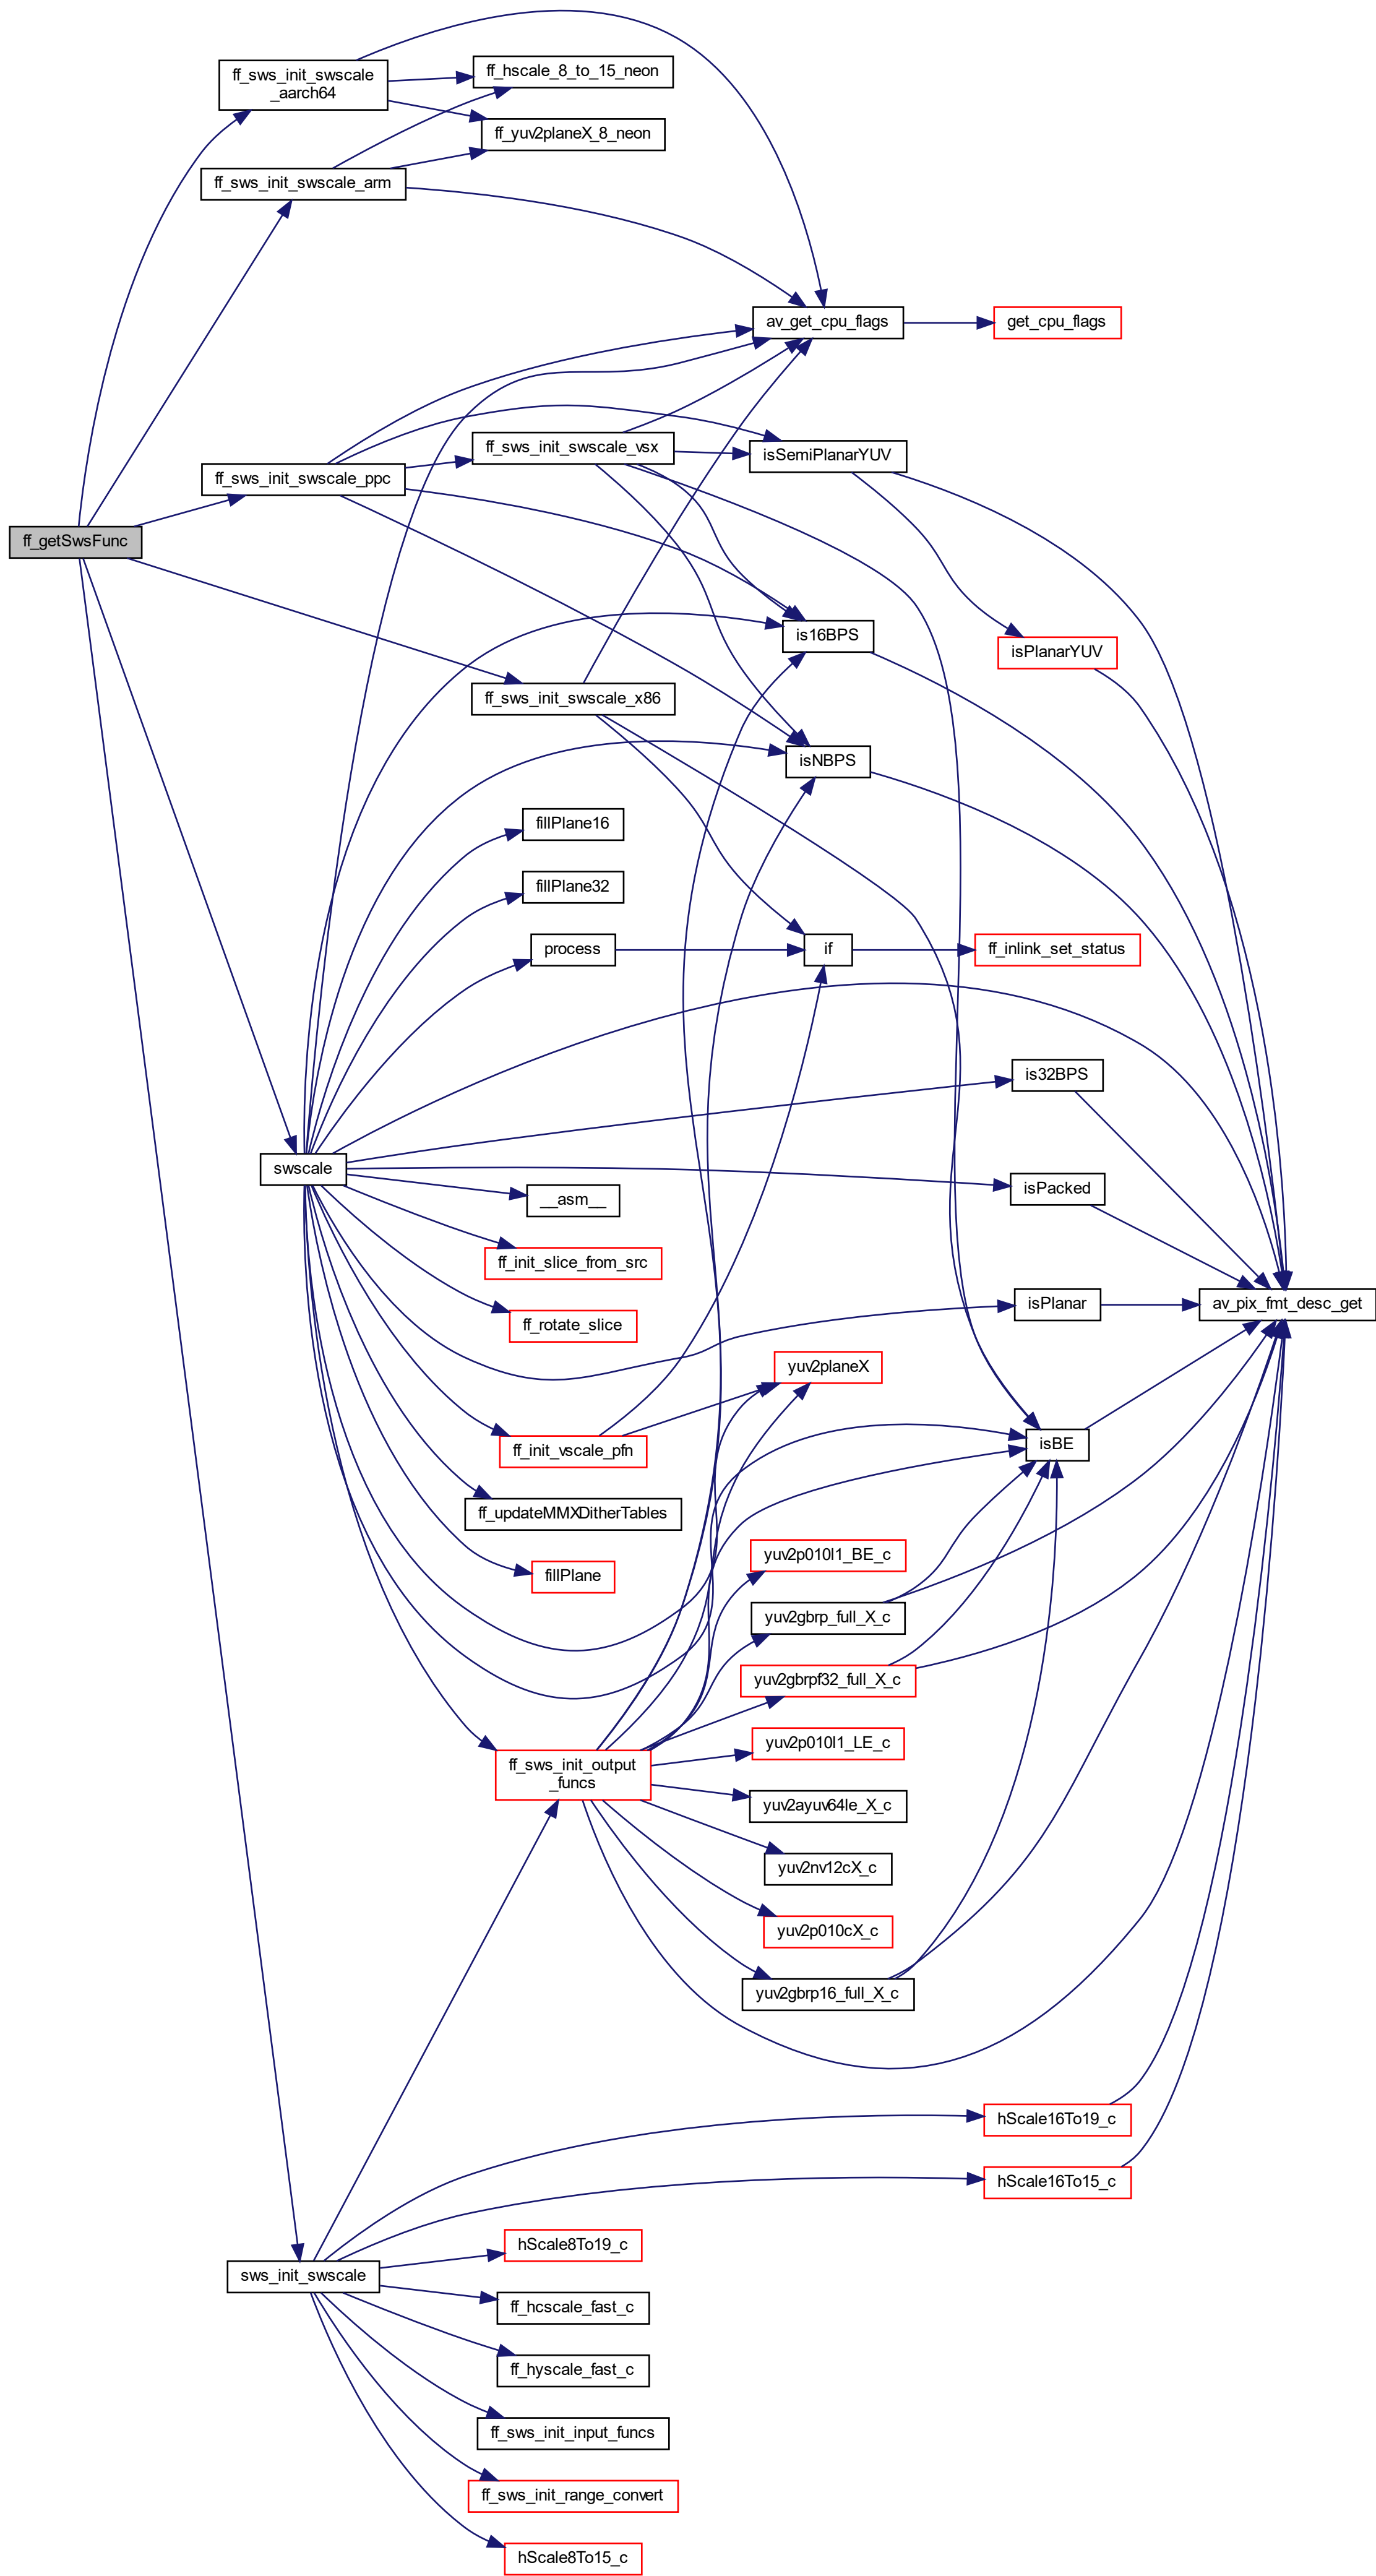 ff_sws_init_swscale
_aarch64
ff_hscale_8_to_15_neon
ff_yuv2planeX_8_neon
ff_sws_init_swscale_arm
av_get_cpu_flags
get_cpu_flags
ff_sws_init_swscale_vsx
isSemiPlanarYUV
ff_sws_init_swscale_ppc
ff_getSwsFunc
is16BPS
isPlanarYUV
ff_sws_init_swscale_x86
isNBPS
fillPlane16
fillPlane32
process
if
ff_inlink_set_status
is32BPS
swscale
isPacked
__asm__
ff_init_slice_from_src
isPlanar
av_pix_fmt_desc_get
ff_rotate_slice
yuv2planeX
isBE
ff_init_vscale_pfn
ff_updateMMXDitherTables
yuv2p010l1_BE_c
fillPlane
yuv2gbrp_full_X_c
yuv2gbrpf32_full_X_c
yuv2p010l1_LE_c
ff_sws_init_output
_funcs
yuv2ayuv64le_X_c
yuv2nv12cX_c
yuv2p010cX_c
yuv2gbrp16_full_X_c
hScale16To19_c
hScale16To15_c
hScale8To19_c
sws_init_swscale
ff_hcscale_fast_c
ff_hyscale_fast_c
ff_sws_init_input_funcs
ff_sws_init_range_convert
hScale8To15_c